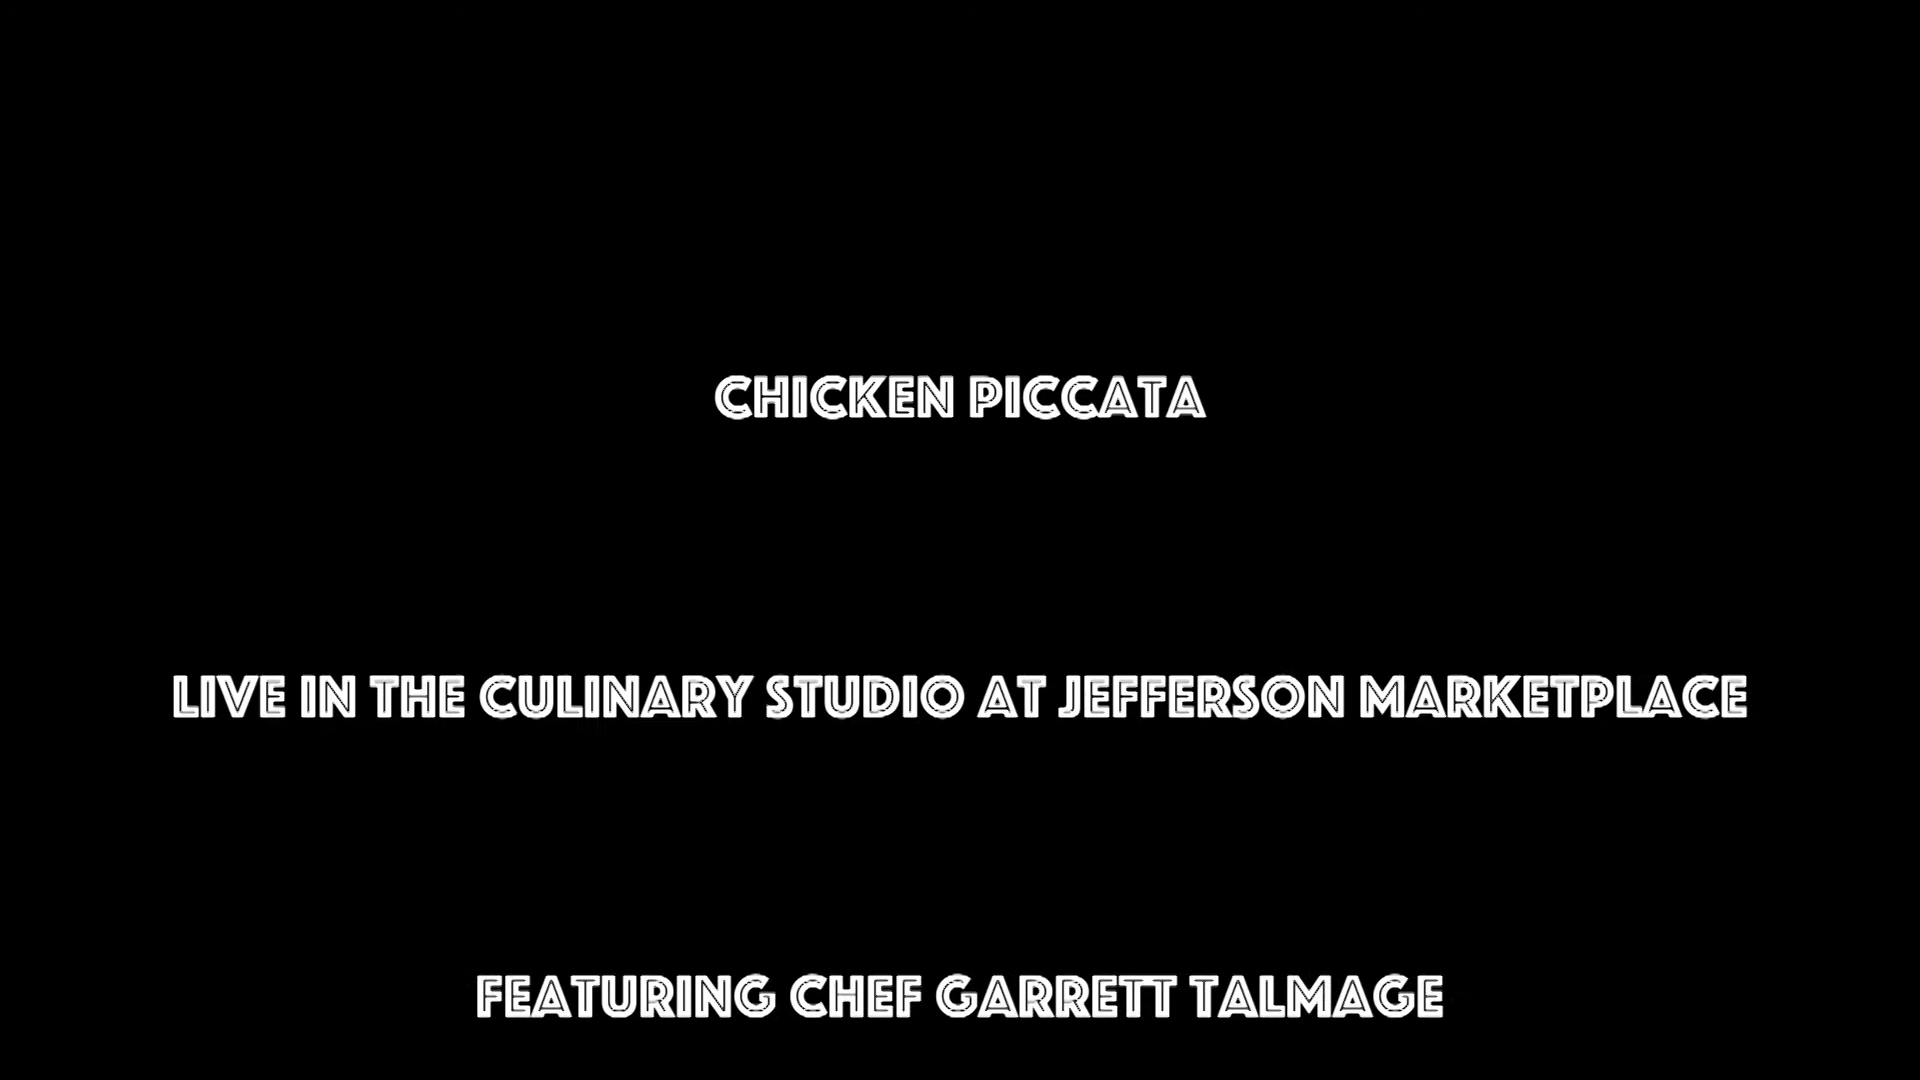 CHICKEN PICCATA
LIVE IN THE CULINARY STUDIO AT JEFFERSON MARKETPLACE
FEATURING CHEF GARRETT TALMAGE